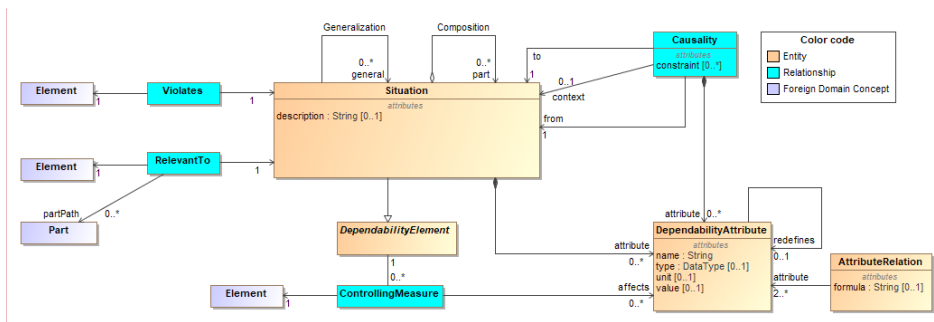 Generalization
Composition
0..*
general
0..*
part
to
1
Causality
attributes
constraint [0..*]
Color code
Entity
Relationship
Foreign Domain Concept
Element
1
Violates
1
Situation
attributes
description : String [0..1]
0..1
context
from
1
Element
1
RelevantTo
1
partPath
0..*
Part
DependabilityElement
1
0..*
attribute
0..*
attribute
0..*
DependabilityAttribute
attributes
name : String
type : DataType [0..1]
unit [0..1]
value [0..1]
redefines
0..1
AttributeRelation
attributes
formula : String [0..1]
attribute
2..*
Element
1
ControllingMeasure
affects
0..*